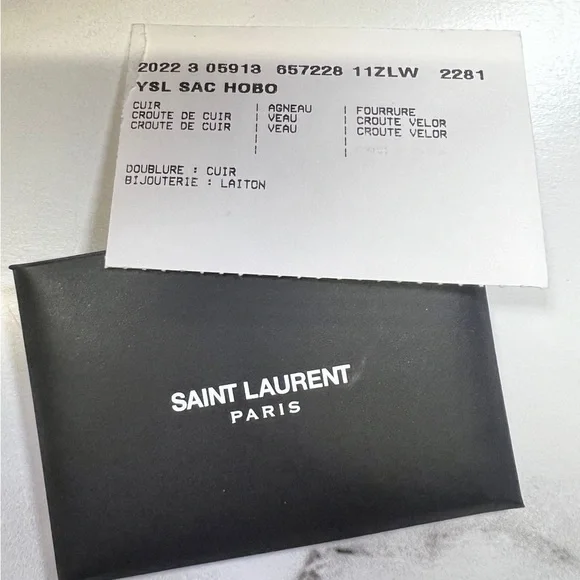 2022 3 05913 657228 11ZLW 2281
YSL SAC HOBO
CUIR | AGNEAU | FOURRURE
CROUTE DE CUIR | VEAU | CROUTE VELOR
CROUTE DE CUIR | VEAU | CROUTE VELOR
DOUBLURE : CUIR
BIJOUTERIE : LAITON
SAINT LAURENT
PARIS